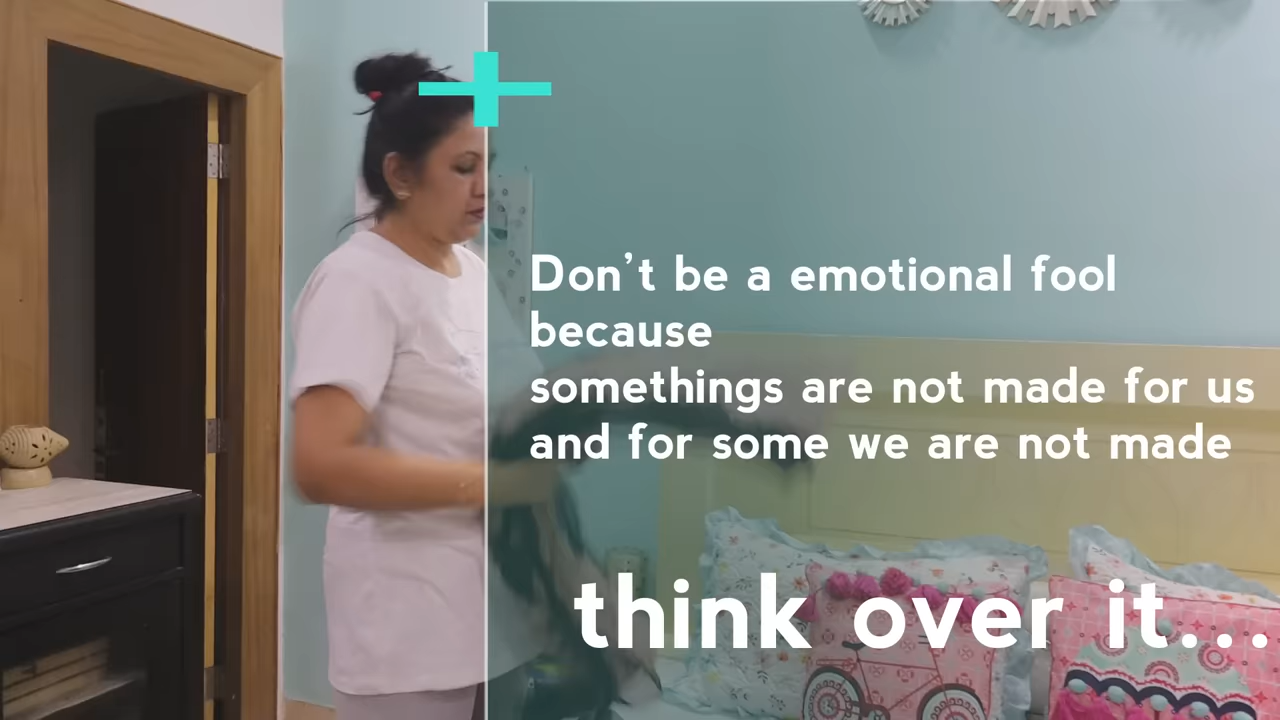 Don't be a emotional fool
because
somethings are not made for us
and for some we are not made
think over it...